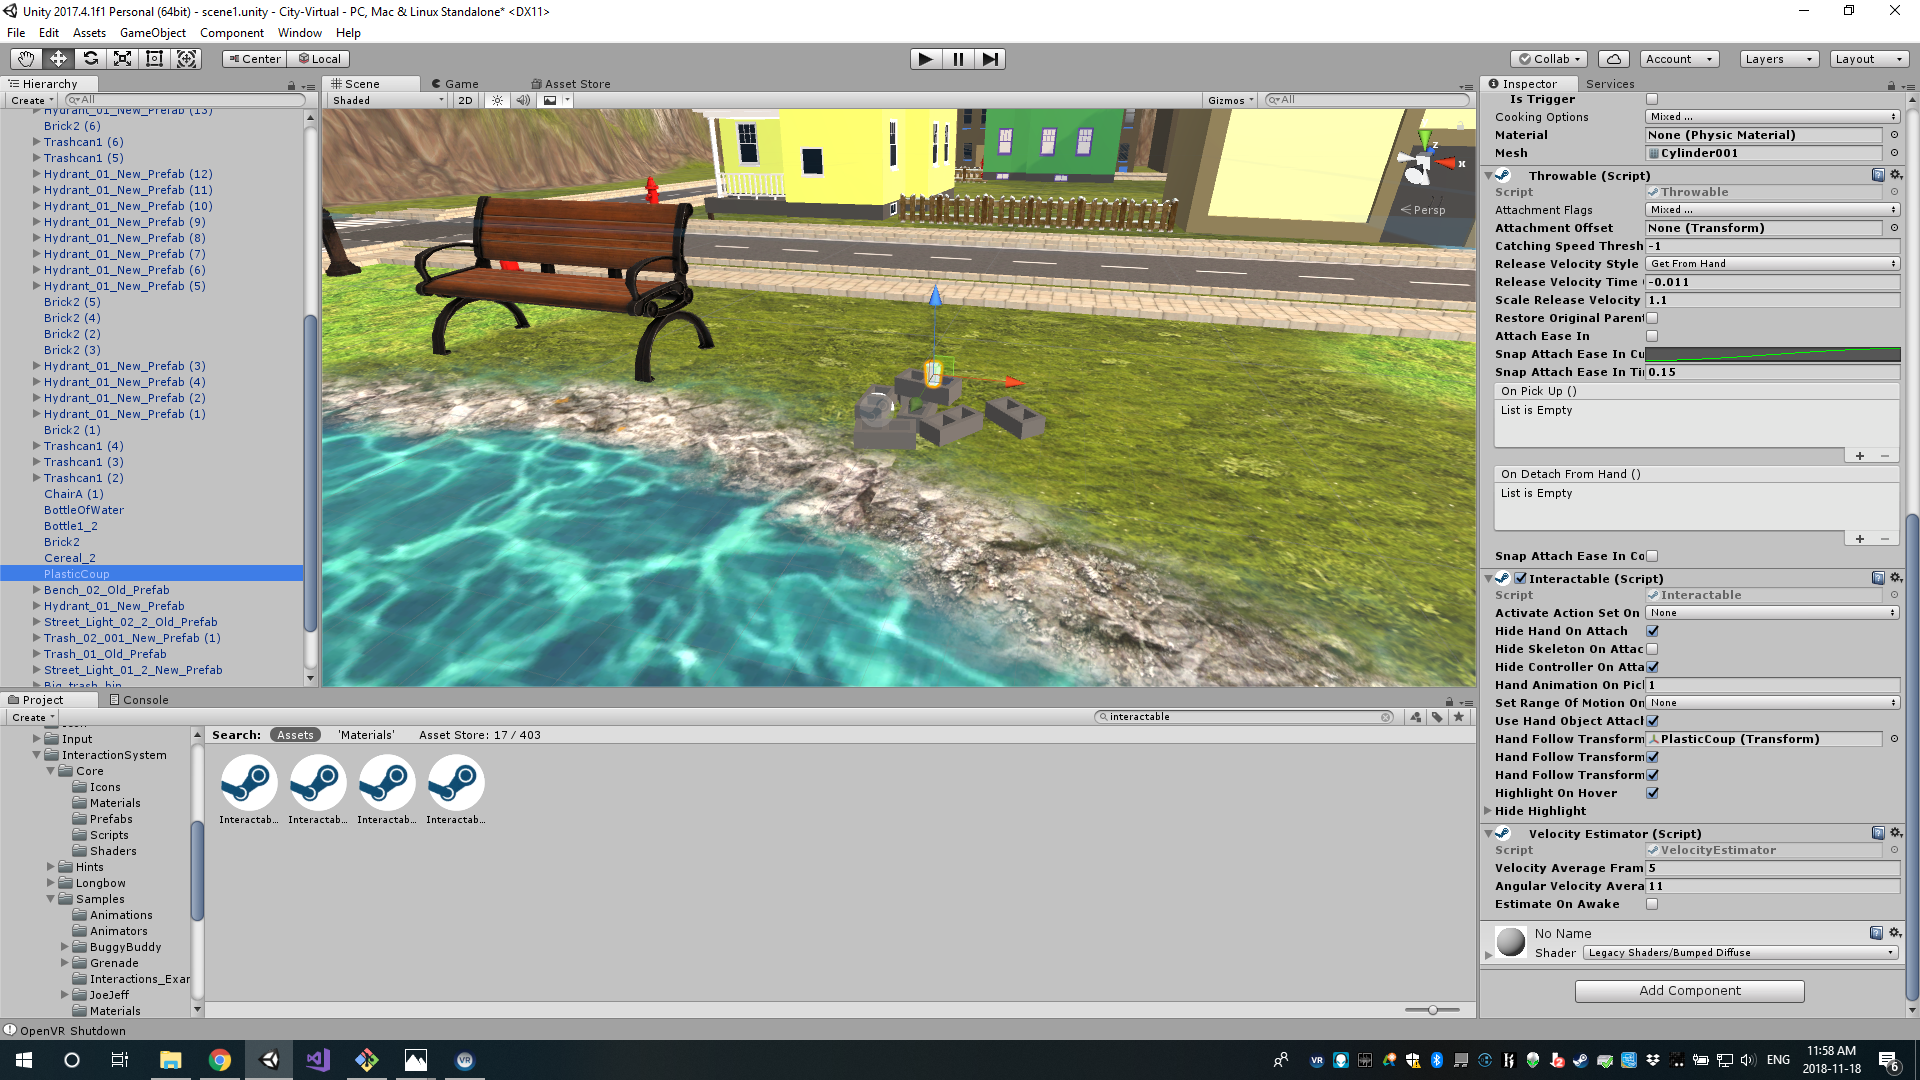 Unity 2017.4.1f1 Personal (64bit) - scene1.unity - City-Virtual - PC, Mac & Linux Standalone* <DX11>
File Edit Assets GameObject Component Window Help
Center Local Collab Account Layers Layout
Hierarchy
Create All
Hydrant_01_New_Prefab (13)
Brick2 (6)
Trashcan1 (6)
Trashcan1 (5)
Hydrant_01_New_Prefab (12)
Hydrant_01_New_Prefab (11)
Hydrant_01_New_Prefab (10)
Hydrant_01_New_Prefab (9)
Hydrant_01_New_Prefab (8)
Hydrant_01_New_Prefab (7)
Hydrant_01_New_Prefab (6)
Hydrant_01_New_Prefab (5)
Brick2 (5)
Brick2 (4)
Brick2 (2)
Brick2 (3)
Hydrant_01_New_Prefab (3)
Hydrant_01_New_Prefab (4)
Hydrant_01_New_Prefab (2)
Hydrant_01_New_Prefab (1)
Brick2 (1)
Trashcan1 (4)
Trashcan1 (3)
Trashcan1 (2)
ChairA (1)
BottleOfWater
Bottle1_2
Brick2
Cereal_2
PlasticCoup
Bench_02_Old_Prefab
Hydrant_01_New_Prefab
Street_Light_02_2_Old_Prefab
Trash_02_001_New_Prefab (1)
Trash_01_Old_Prefab
Street_Light_01_2_New_Prefab
Big_trash_bin
Scene Game Asset Store
Shaded 2D Gizmos All
z
x
Persp
Inspector Services
Is Trigger
Cooking Options Mixed ...
Material None (Physic Material)
Mesh Cylinder001
Throwable (Script)
Script Throwable
Attachment Flags Mixed ...
Attachment Offset None (Transform)
Catching Speed Thresh -1
Release Velocity Style Get From Hand
Release Velocity Time -0.011
Scale Release Velocity 1.1
Restore Original Parent
Attach Ease In
Snap Attach Ease In Cu
Snap Attach Ease In Ti 0.15
On Pick Up ()
List is Empty
+ −
On Detach From Hand ()
List is Empty
+ −
Snap Attach Ease In Co
Interactable (Script)
Script Interactable
Activate Action Set On None
Hide Hand On Attach
Hide Skeleton On Attac
Hide Controller On Atta
Hand Animation On Pic 1
Set Range Of Motion On None
Use Hand Object Attach
Hand Follow Transform PlasticCoup (Transform)
Hand Follow Transform
Hand Follow Transform
Highlight On Hover
Hide Highlight
Velocity Estimator (Script)
Script VelocityEstimator
Velocity Average Fram 5
Angular Velocity Avera 11
Estimate On Awake
No Name
Shader Legacy Shaders/Bumped Diffuse
Add Component
Project Console
Create interactable
Input
InteractionSystem
Core
Icons
Materials
Prefabs
Scripts
Shaders
Hints
Longbow
Samples
Animations
Animators
BuggyBuddy
Grenade
Interactions_Exar
JoeJeff
Materials
Search: Assets 'Materials' Asset Store: 17 / 403
Interactab... Interactab... Interactab... Interactab...
OpenVR Shutdown
VR VR ENG 11:58 AM
2018-11-18 6